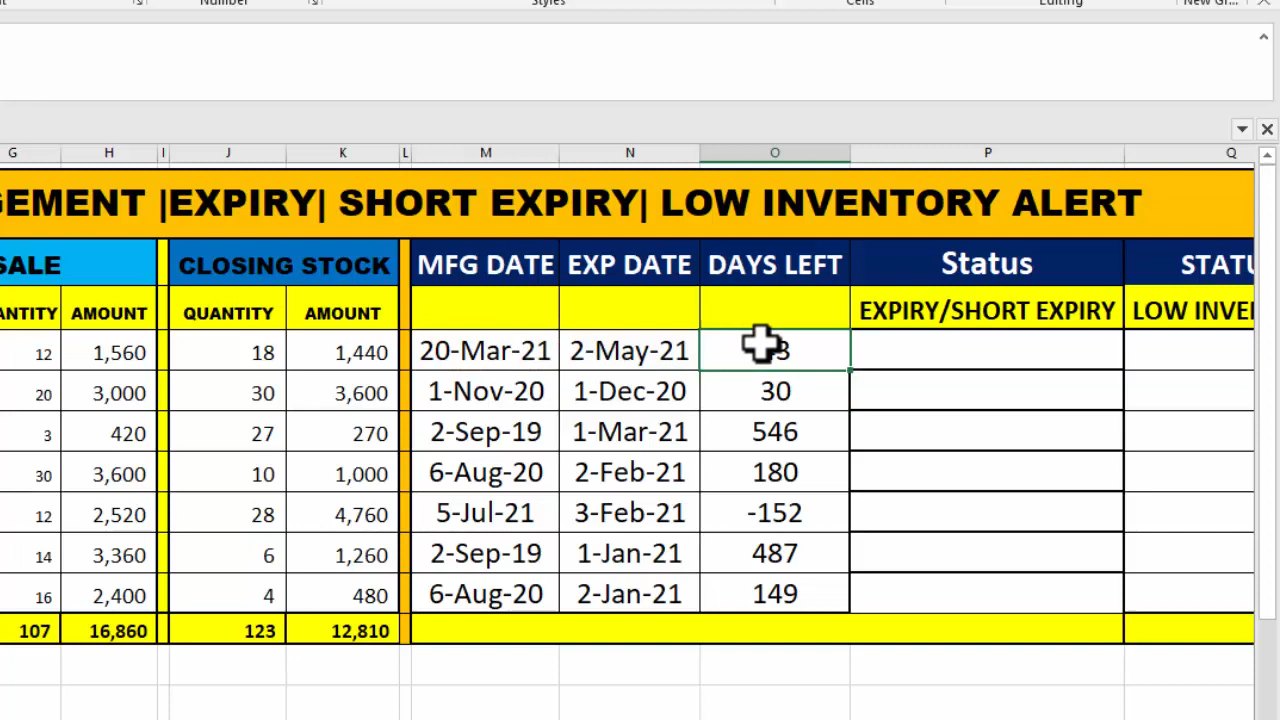 Number Styles Cells Editing New Gr...
G H I J K L M N O P Q
GEMENT |EXPIRY| SHORT EXPIRY| LOW INVENTORY ALERT
SALE CLOSING STOCK MFG DATE EXP DATE DAYS LEFT Status STATU
ANTITY AMOUNT QUANTITY AMOUNT EXPIRY/SHORT EXPIRY LOW INVE
12 1,560 18 1,440 20-Mar-21 2-May-21
20 3,000 30 3,600 1-Nov-20 1-Dec-20 30
3 420 27 270 2-Sep-19 1-Mar-21 546
30 3,600 10 1,000 6-Aug-20 2-Feb-21 180
12 2,520 28 4,760 5-Jul-21 3-Feb-21 -152
14 3,360 6 1,260 2-Sep-19 1-Jan-21 487
16 2,400 4 480 6-Aug-20 2-Jan-21 149
107 16,860 123 12,810